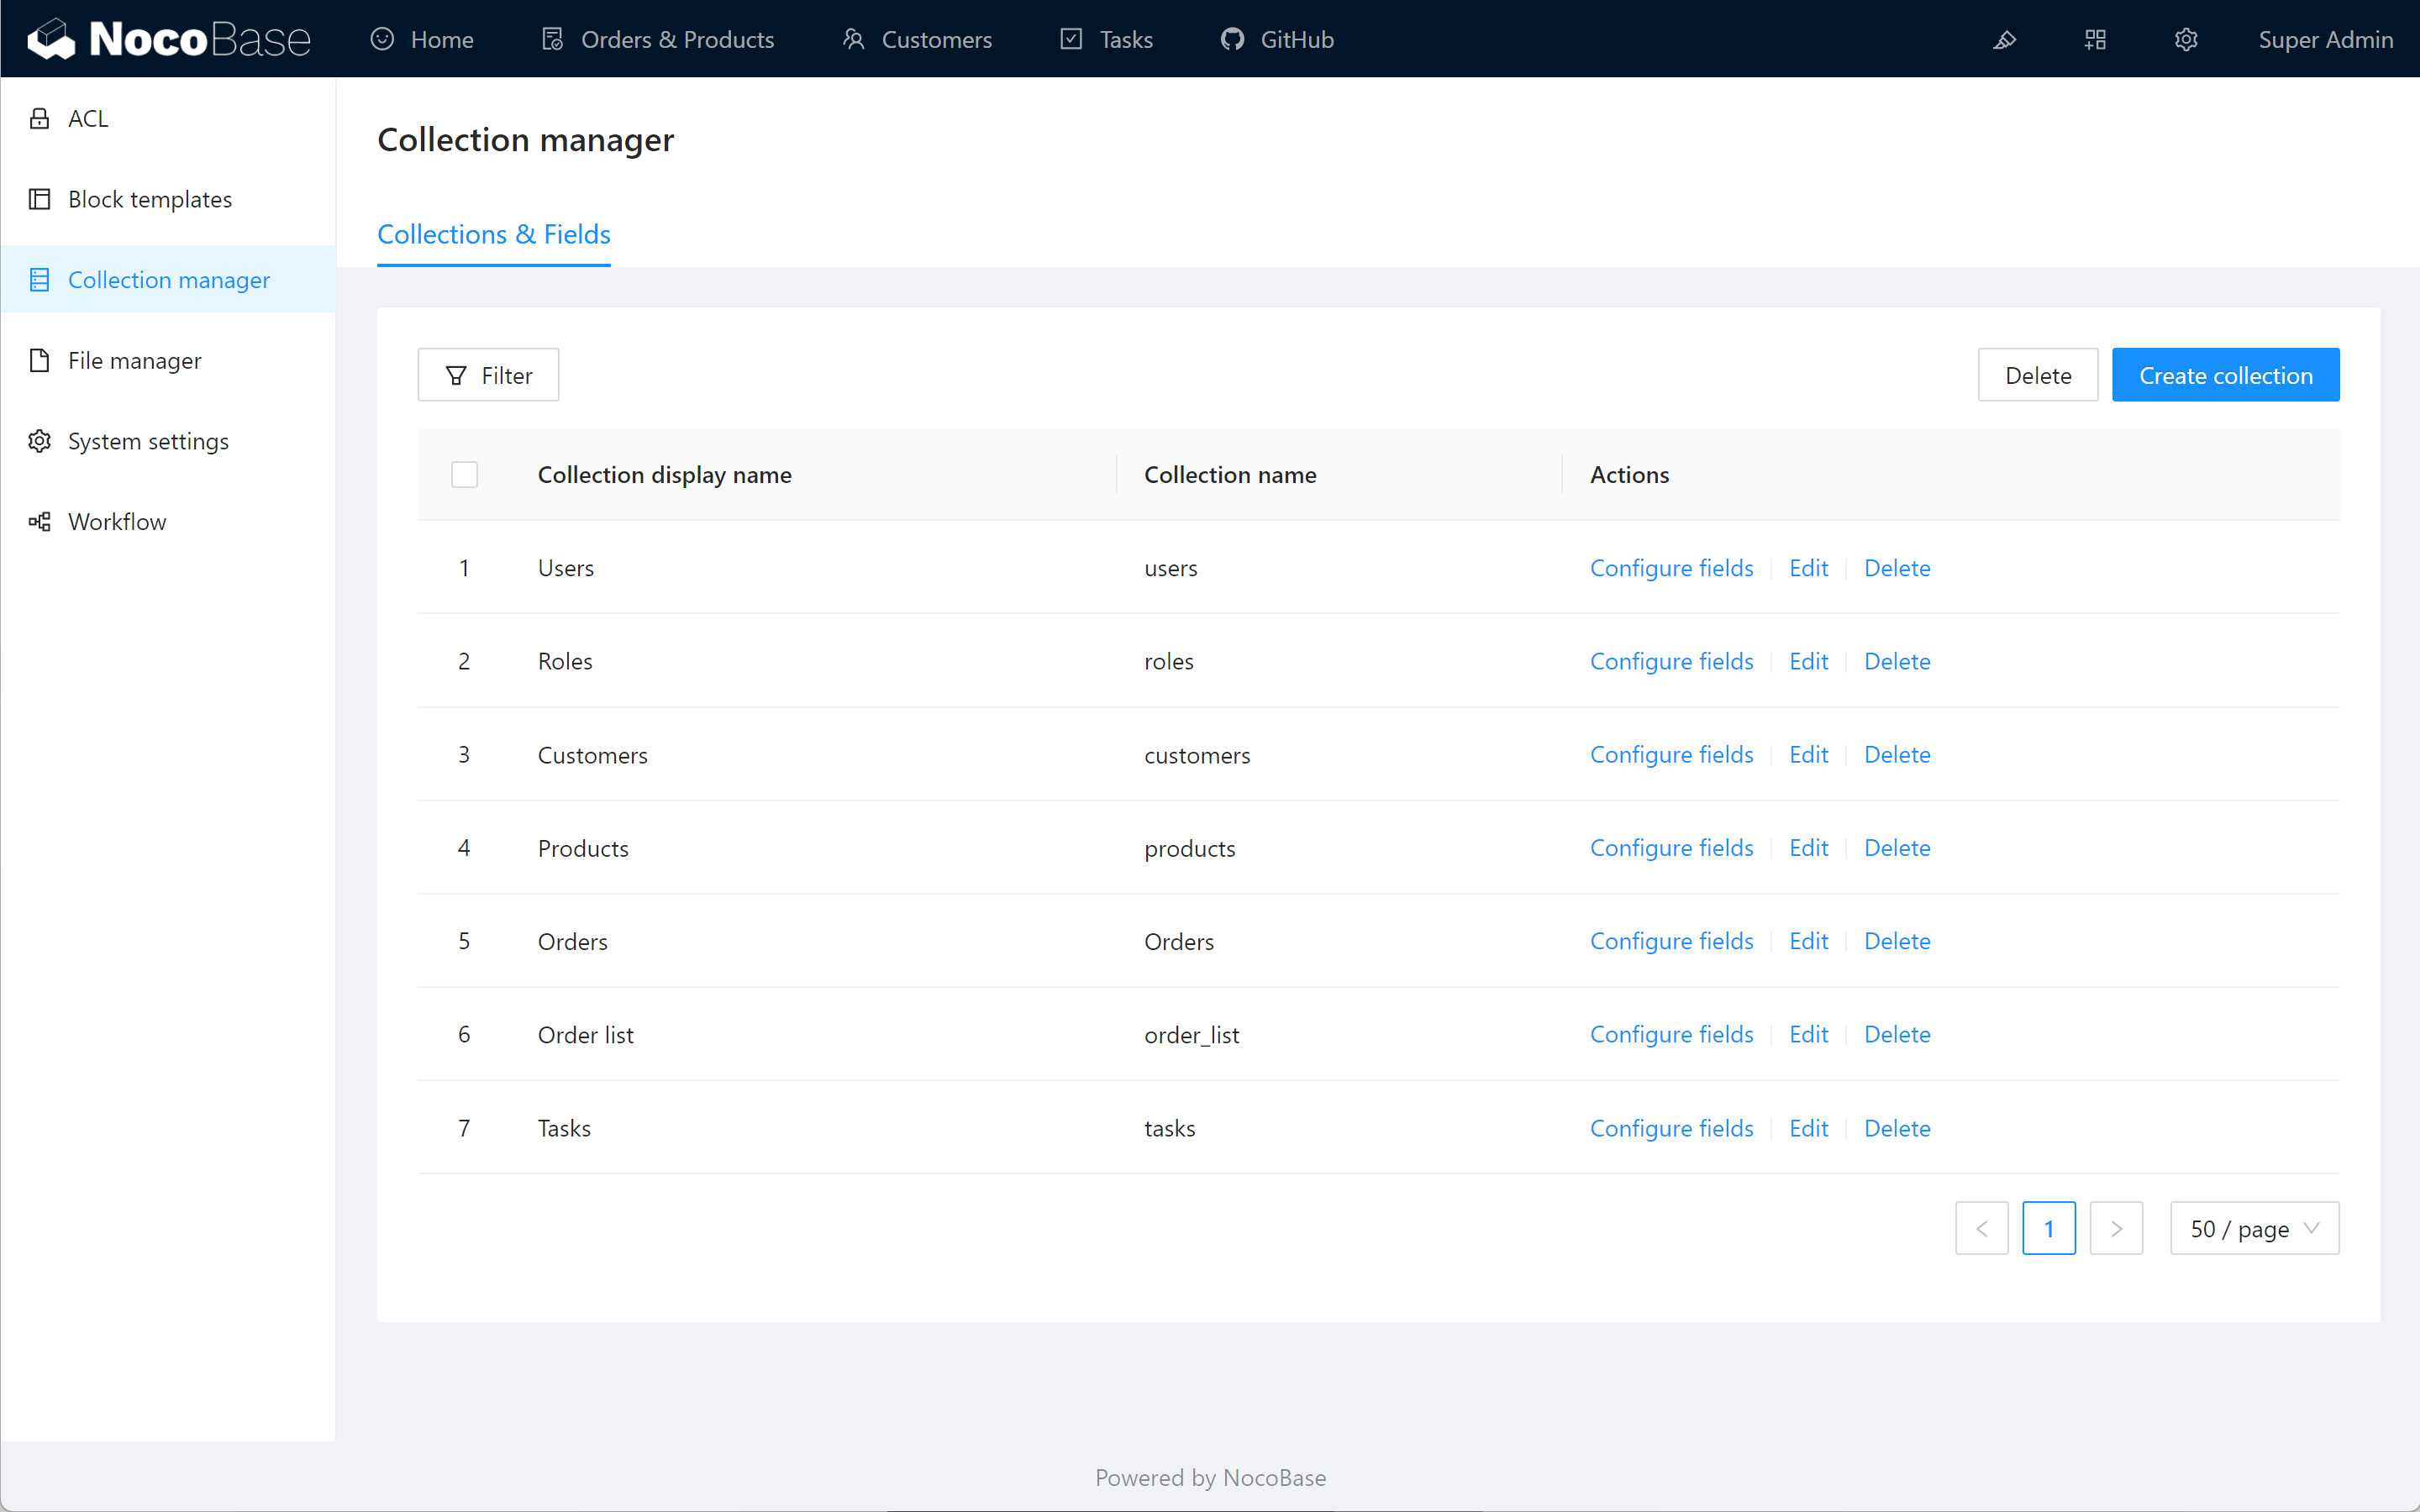 NocoBase Home Orders & Products Customers Tasks GitHub Super Admin
ACL
Block templates
Collection manager
File manager
System settings
Workflow
Collection manager
Collections & Fields
Filter Delete Create collection
Collection display name Collection name Actions
1 Users users Configure fields Edit Delete
2 Roles roles Configure fields Edit Delete
3 Customers customers Configure fields Edit Delete
4 Products products Configure fields Edit Delete
5 Orders Orders Configure fields Edit Delete
6 Order list order_list Configure fields Edit Delete
7 Tasks tasks Configure fields Edit Delete
1 50 / page
Powered by NocoBase